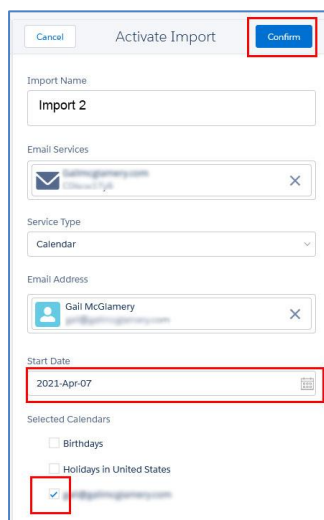 Cancel Activate Import Confirm
Import Name
Import 2
Email Services
Service Type
Calendar
Email Address
Gail McGlamery
Start Date
2021-Apr-07
Selected Calendars
Birthdays
Holidays in United States